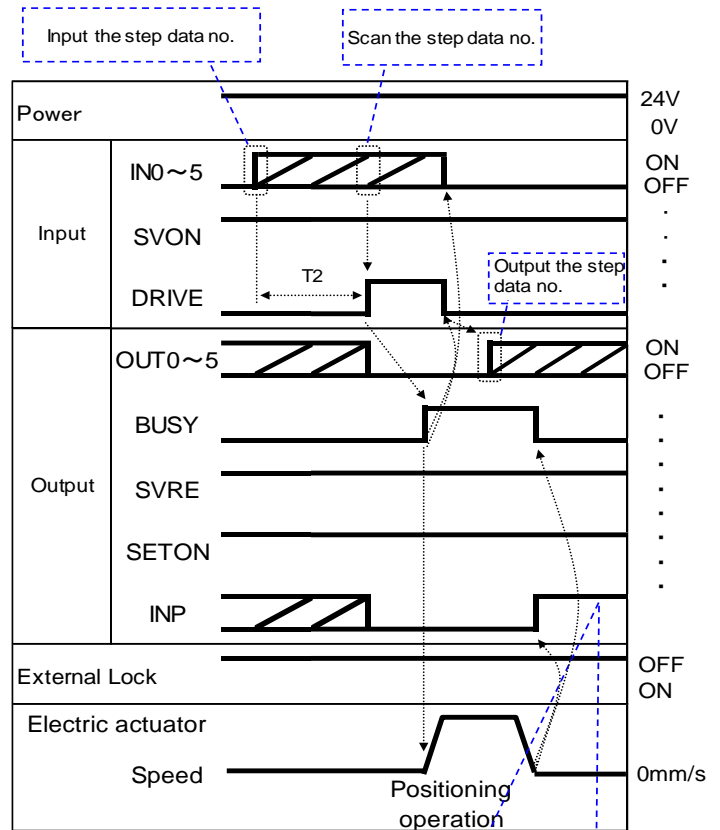 Input the step data no.
Scan the step data no.
Power
24V
0V
Input
IN0～5
ON
OFF
SVON
T2
DRIVE
Output the step
data no.
Output
OUT0～5
ON
OFF
BUSY
SVRE
SETON
INP
External Lock
OFF
ON
Electric actuator
Speed
0mm/s
Positioning
operation